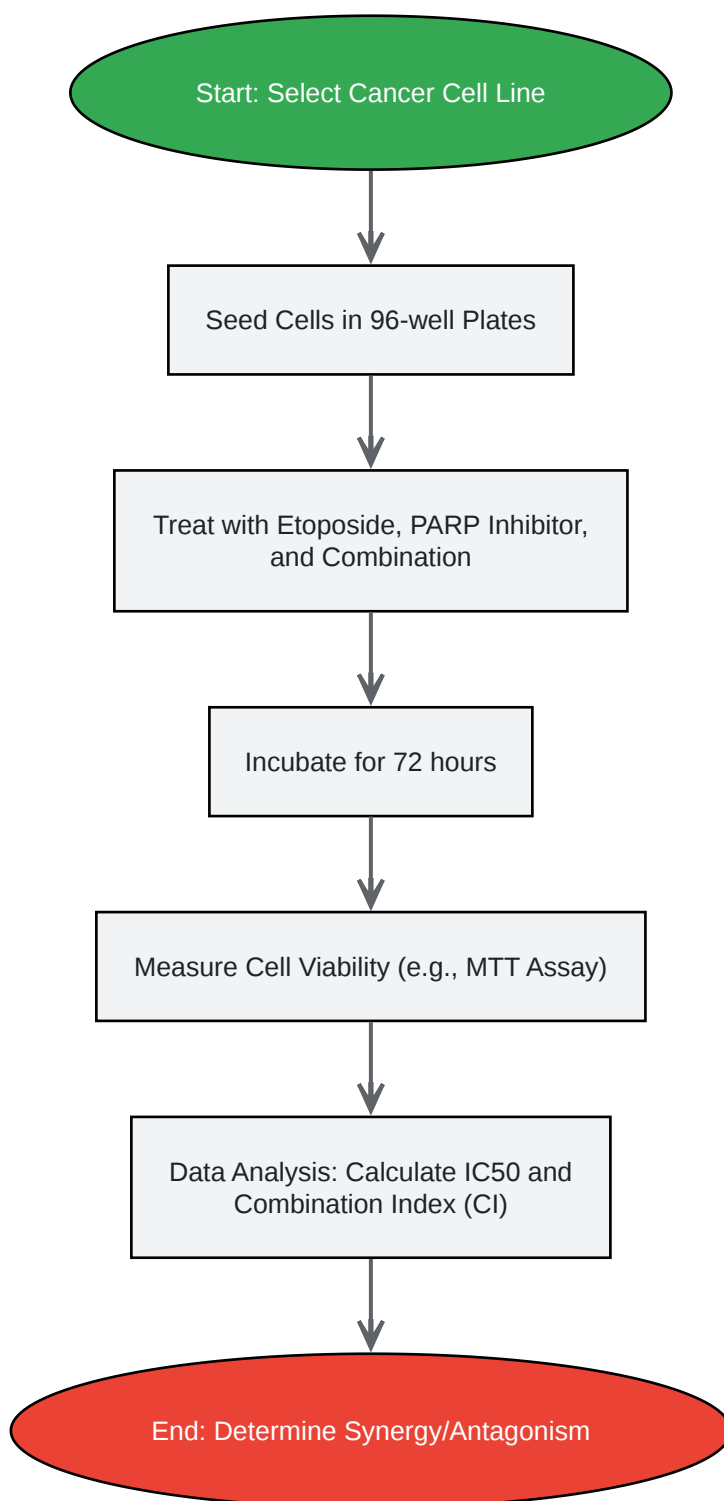 Start: Select Cancer Cell Line
Seed Cells in 96-well Plates
Treat with Etoposide, PARP Inhibitor,
and Combination
Incubate for 72 hours
Measure Cell Viability (e.g., MTT Assay)
Data Analysis: Calculate IC50 and
Combination Index (CI)
End: Determine Synergy/Antagonism